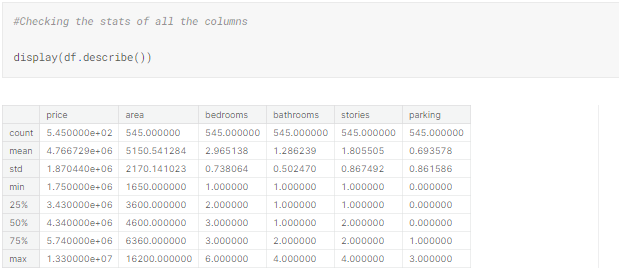 #Checking the stats of all the columns
display(df.describe())
price area bedrooms bathrooms stories parking
count 5.450000e+02 545.000000 545.000000 545.000000 545.000000 545.000000
mean 4.766729e+06 5150.541284 2.965138 1.286239 1.805505 0.693578
std 1.870440e+06 2170.141023 0.738064 0.502470 0.867492 0.861586
min 1.750000e+06 1650.000000 1.000000 1.000000 1.000000 0.000000
25% 3.430000e+06 3600.000000 2.000000 1.000000 1.000000 0.000000
50% 4.340000e+06 4600.000000 3.000000 1.000000 2.000000 0.000000
75% 5.740000e+06 6360.000000 3.000000 2.000000 2.000000 1.000000
max 1.330000e+07 16200.000000 6.000000 4.000000 4.000000 3.000000